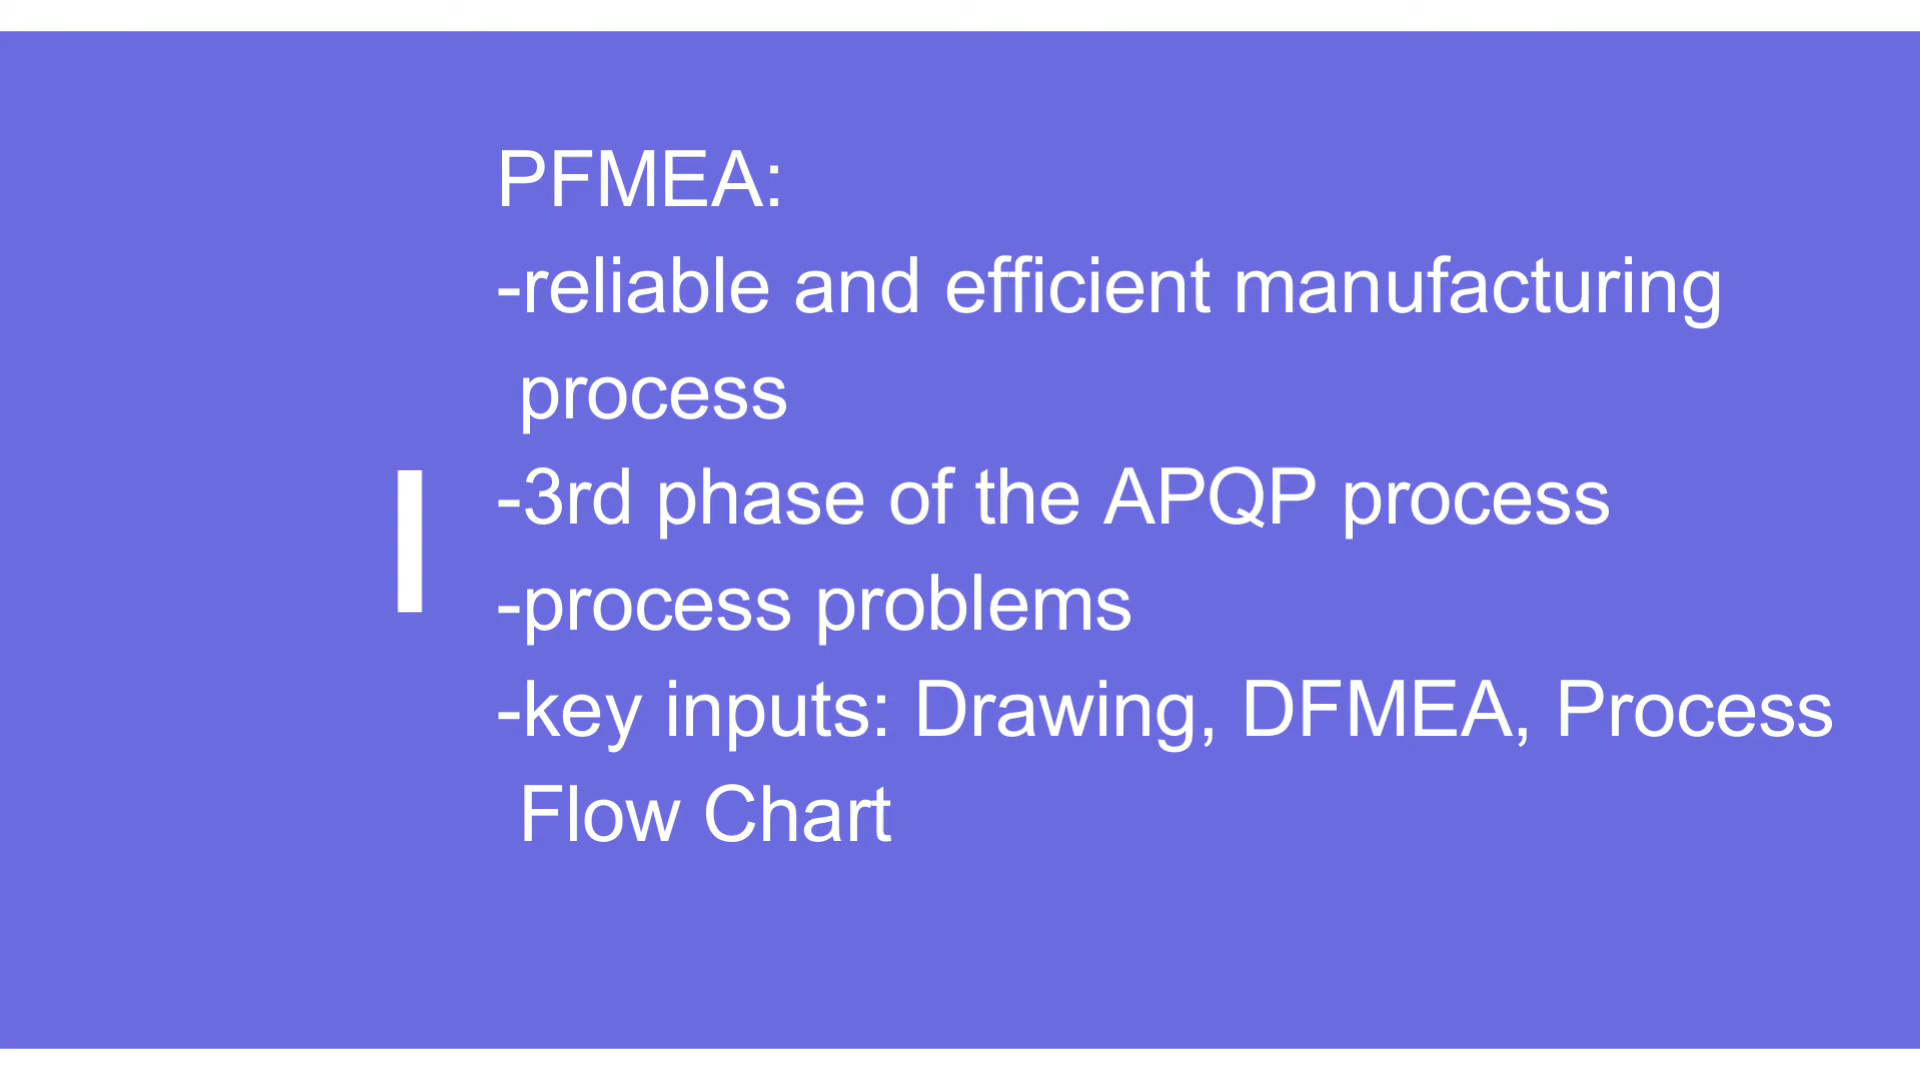 PFMEA:
-reliable and efficient manufacturing
process
-3rd phase of the APQP process
-process problems
-key inputs: Drawing, DFMEA, Process
Flow Chart